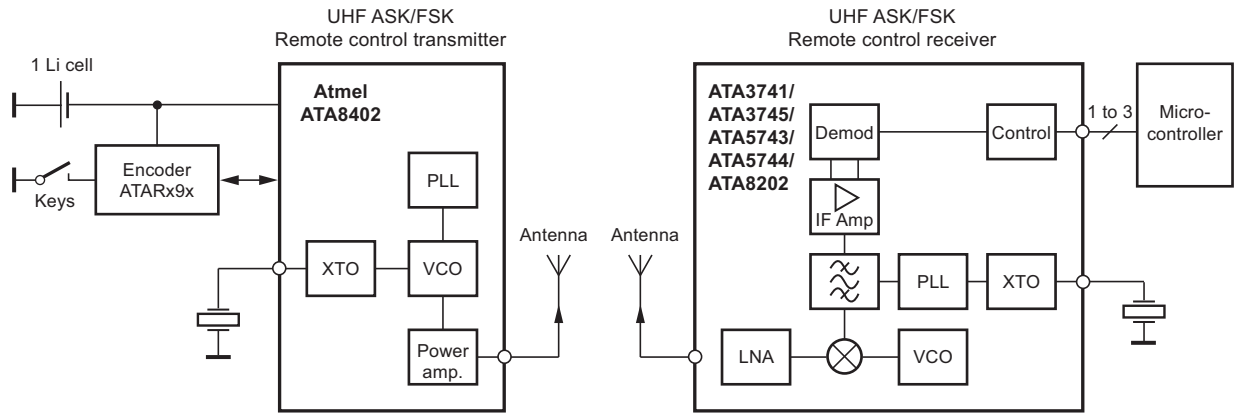 UHF ASK/FSK
Remote control transmitter
1 Li cell
Atmel
ATA8402
Encoder
ATARx9x
Keys
PLL
XTO
VCO
Power
amp.
Antenna
UHF ASK/FSK
Remote control receiver
Antenna
ATA3741/
ATA3745/
ATA5743/
ATA5744/
ATA8202
Demod
Control
1 to 3
Micro-
controller
IF Amp
PLL
XTO
LNA
VCO